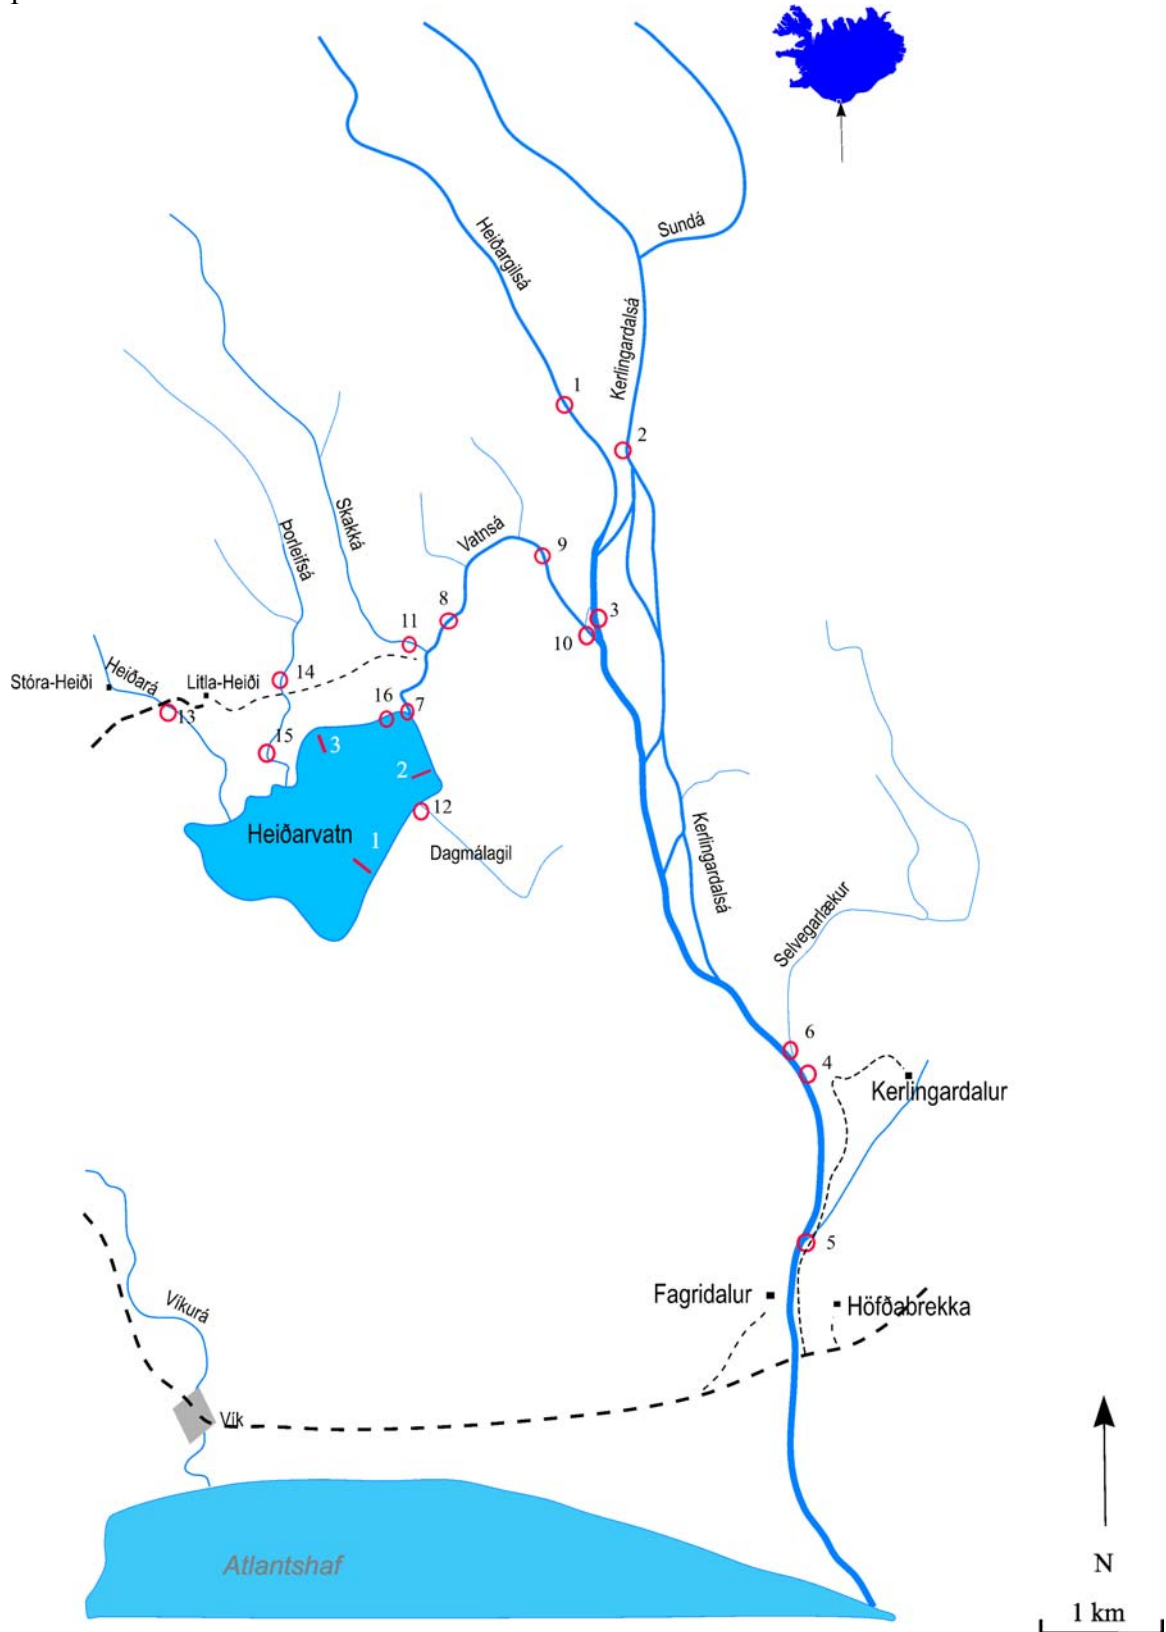 Sundá
Heiðargilsá
Kerlingardalsá
1
2
Skakká
Þorleifsá
Vatnsá
9
8
3
11
10
Stóra-Heiði
Heiðará
Litla-Heiði
14
13
16
7
15
3
2
12
Heiðarvatn
1
Dagmálagil
Kerlingardalsá
Selvegarlækur
6
4
Kerlingardalur
5
Fagridalur
Höfðabrekka
Víkurá
Vík
Atlantshaf
N
1 km